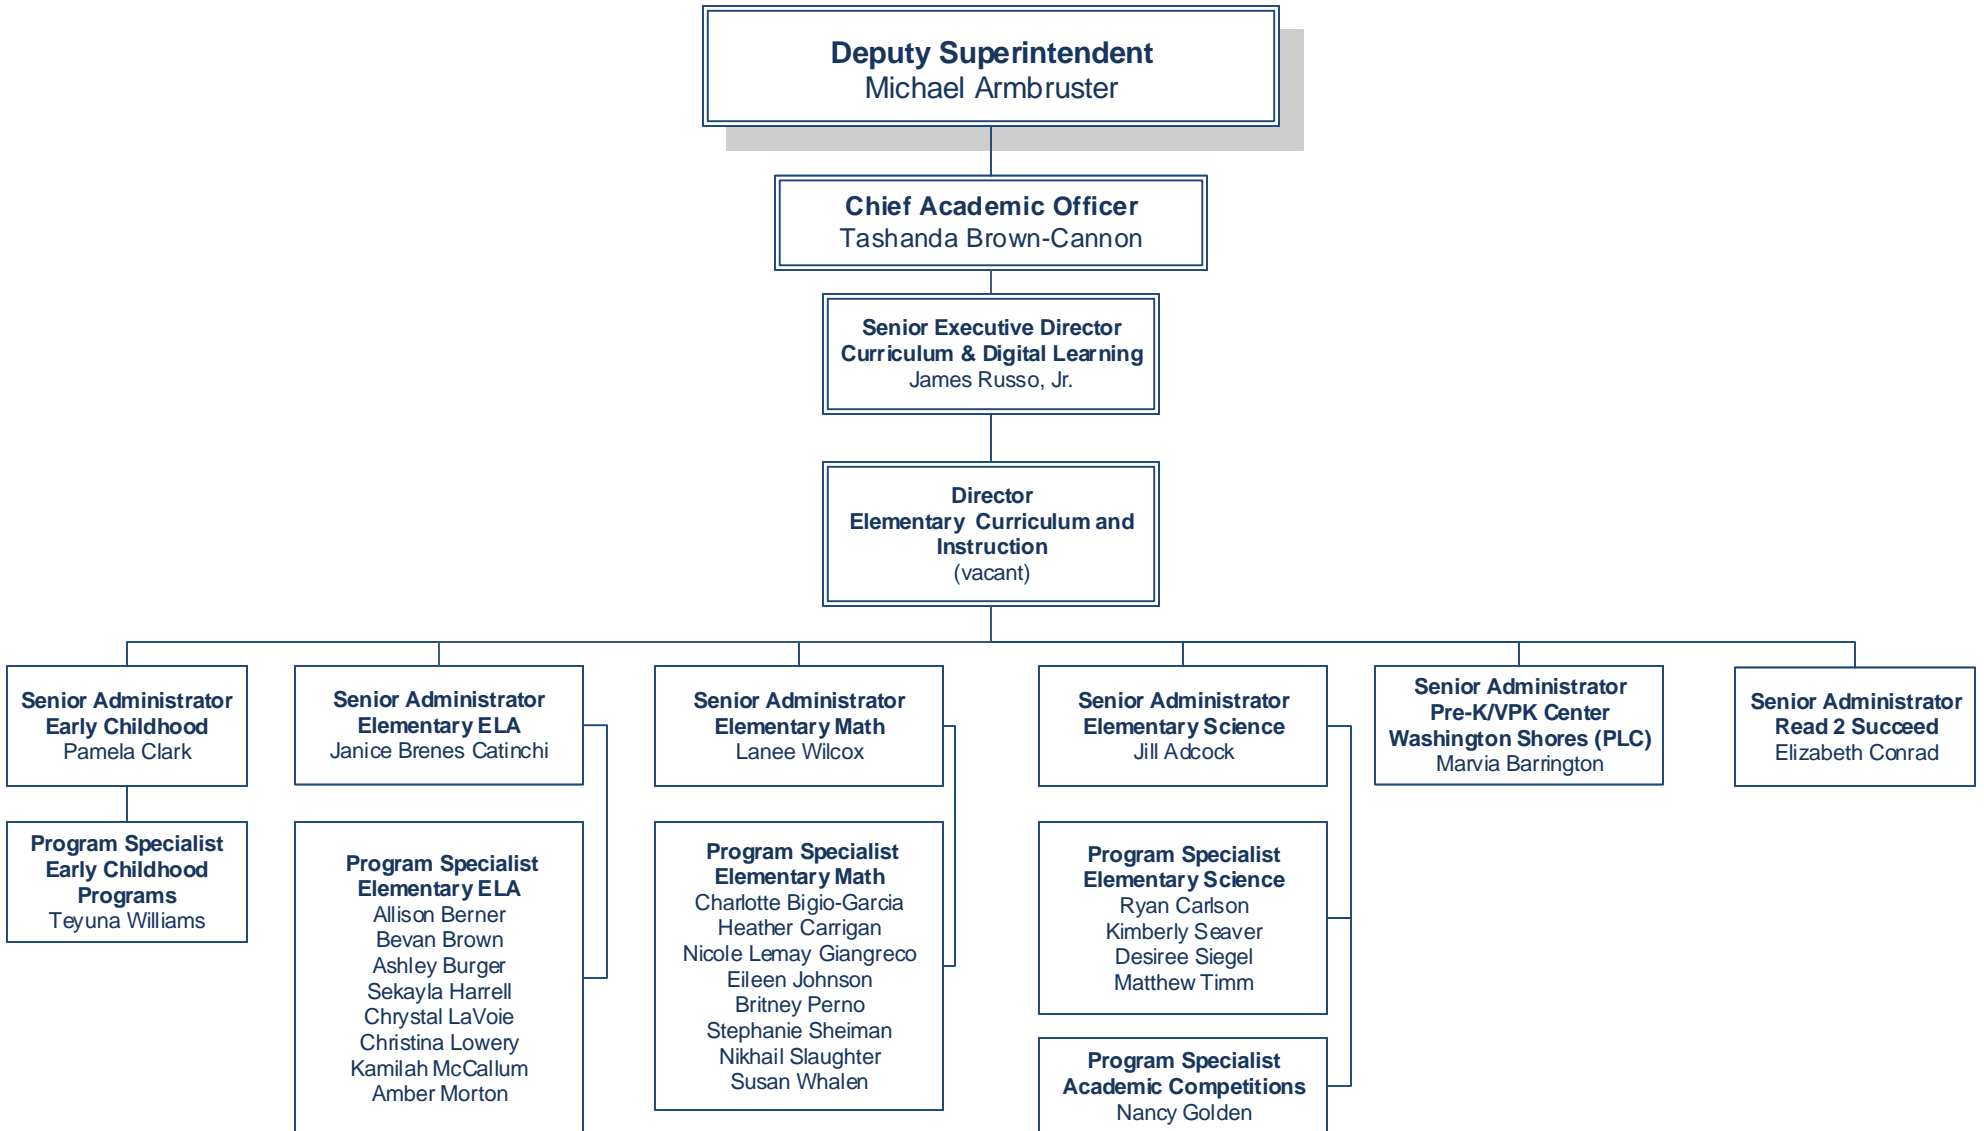 Deputy Superintendent
Michael Armbruster
Chief Academic Officer
Tashanda Brown-Cannon
Senior Executive Director
Curriculum & Digital Learning
James Russo, Jr.
Director
Elementary Curriculum and
Instruction
(vacant)
Senior Administrator
Early Childhood
Pamela Clark
Senior Administrator
Elementary ELA
Janice Brenes Catinchi
Senior Administrator
Elementary Math
Lanee Wilcox
Senior Administrator
Elementary Science
Jill Adcock
Senior Administrator
Pre-K/VPK Center
Washington Shores (PLC)
Marvia Barrington
Senior Administrator
Read 2 Succeed
Elizabeth Conrad
Program Specialist
Early Childhood
Programs
Teyuna Williams
Program Specialist
Elementary ELA
Allison Berner
Bevan Brown
Ashley Burger
Sekayla Harrell
Chrystal LaVoie
Christina Lowery
Kamilah McCallum
Amber Morton
Program Specialist
Elementary Math
Charlotte Bigio-Garcia
Heather Carrigan
Nicole Lemay Giangreco
Eileen Johnson
Britney Perno
Stephanie Sheiman
Nikhail Slaughter
Susan Whalen
Program Specialist
Elementary Science
Ryan Carlson
Kimberly Seaver
Desiree Siegel
Matthew Timm
Program Specialist
Academic Competitions
Nancy Golden